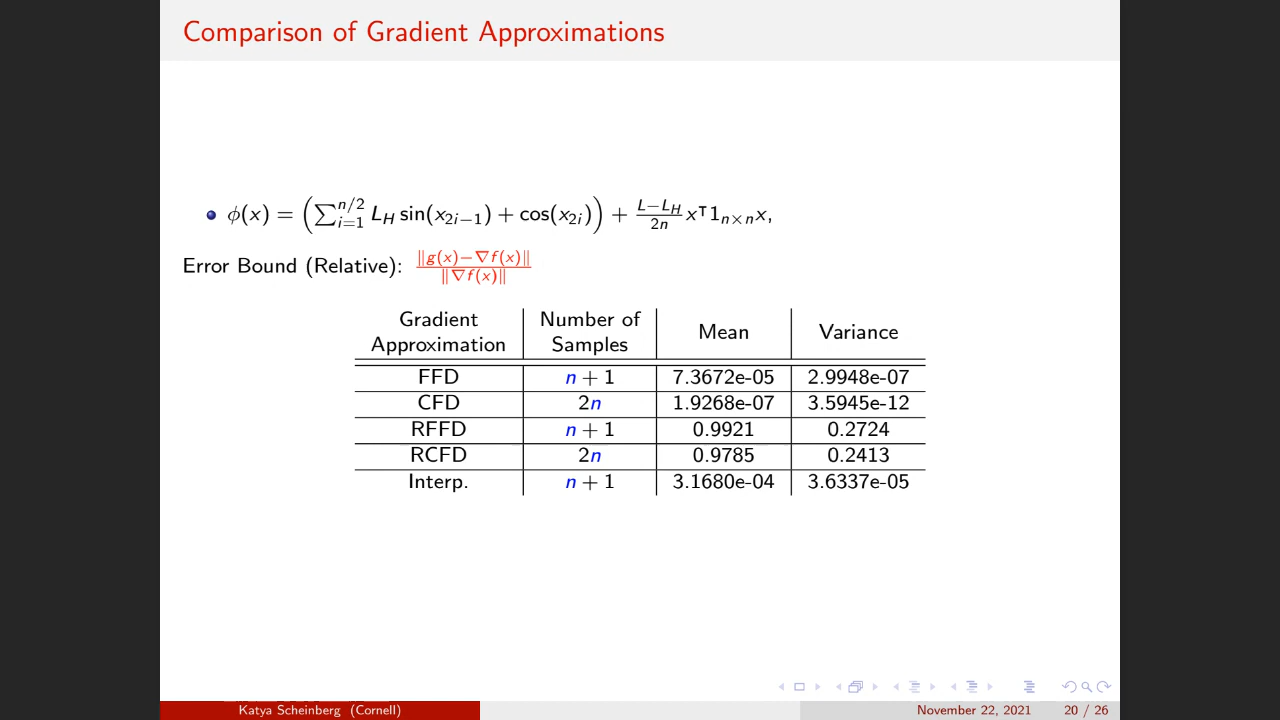 Comparison of Gradient Approximations
ϕ(x) = (∑_{i=1}^{n/2} L_H sin(x_{2i−1}) + cos(x_{2i})) + \frac{L−L_H}{2n} x^⊺ 1_{n×n} x,
Error Bound (Relative): \frac{‖g(x)−∇f(x)‖}{‖∇f(x)‖}
Gradient Approximation | Number of Samples | Mean | Variance
FFD | n + 1 | 7.3672e-05 | 2.9948e-07
CFD | 2n | 1.9268e-07 | 3.5945e-12
RFFD | n + 1 | 0.9921 | 0.2724
RCFD | 2n | 0.9785 | 0.2413
Interp. | n + 1 | 3.1680e-04 | 3.6337e-05
Katya Scheinberg (Cornell) November 22, 2021 20 / 26